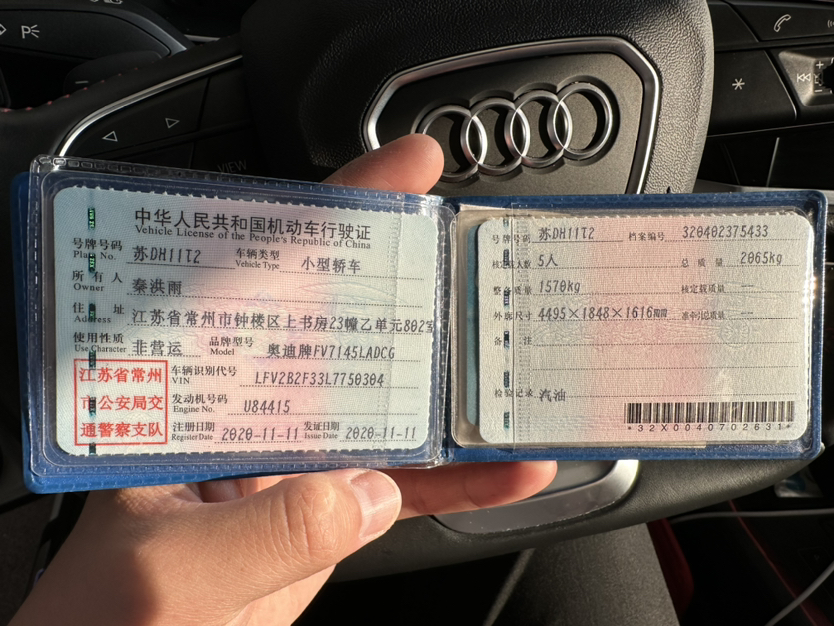 VIEW
中华人民共和国机动车行驶证
Vehicle License of the People's Republic of China
号牌号码 苏DH11T2 车辆类型 小型轿车
Plate No. Vehicle Type
所有人 秦洪雨
Owner
住址 江苏省常州市钟楼区上书房23幢乙单元802室
Address
使用性质 非营运 品牌型号 奥迪牌FV7145LADCG
Use Character Model
江苏省常州
市公安局交
通警察支队
车辆识别代号 LFV2B2F33L7750304
VIN
发动机号码 U84415
Engine No.
注册日期 2020-11-11 发证日期 2020-11-11
Register Date Issue Date
号牌号码 苏DH11T2 档案编号 320402375433
核定载人数 5人 总质量 2065kg
整备质量 1570kg 核定载质量 --
外廓尺寸 4495×1848×1616mm 准牵引总质量 --
备注
检验记录 汽油
*32X0040702631*